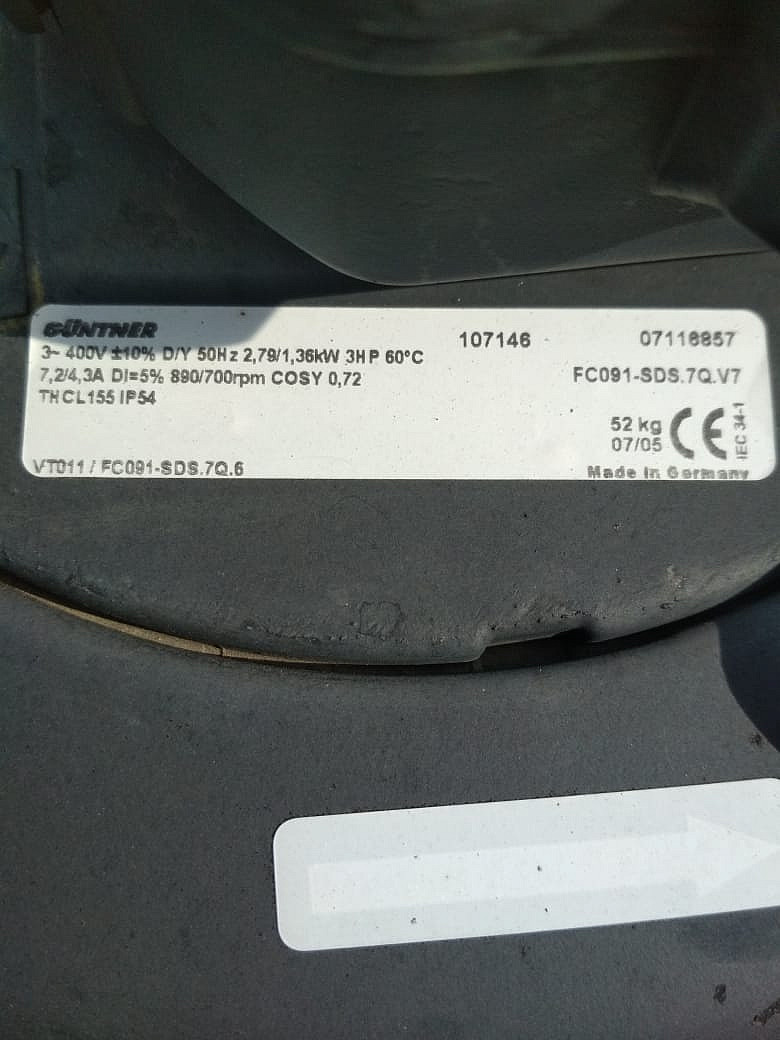 GÜNTNER
3~ 400V ±10% D/Y 50Hz 2,79/1,36kW 3HP 60°C
7,2/4,3A DI=5% 890/700rpm COSY 0,72
THCL155 IP54
VT011 / FC091-SDS.7Q.6
107146
07118857
FC091-SDS.7Q.V7
52 kg
07/05
CE
IEC 34-1
Made in Germany